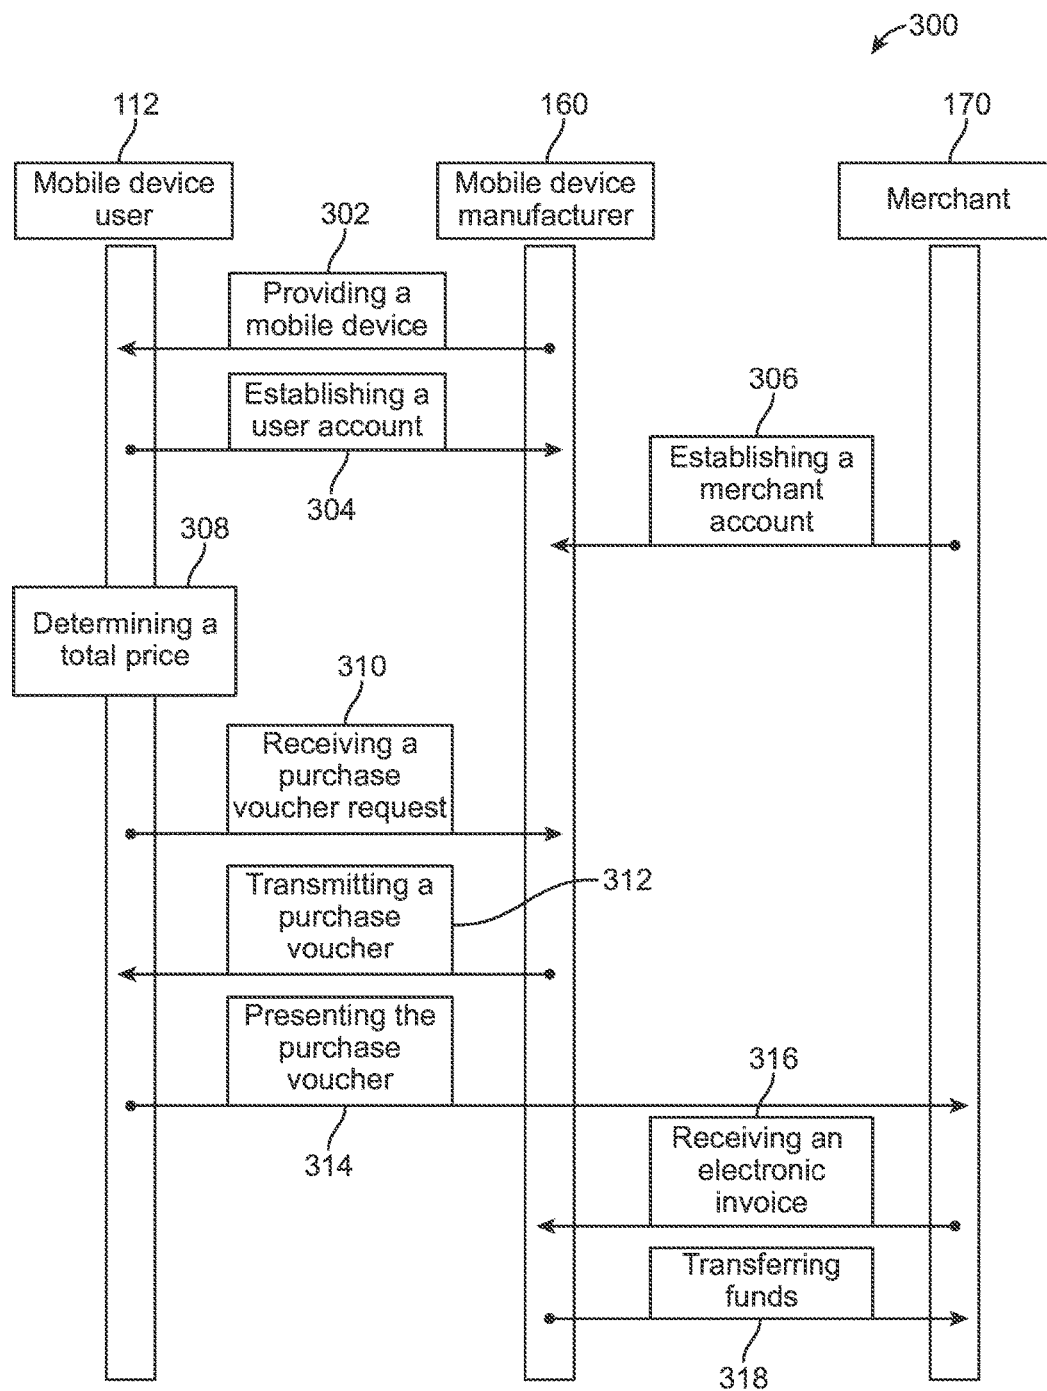 300
112
160
170
Mobile device
user
Mobile device
manufacturer
Merchant
302
Providing a
mobile device
Establishing a
user account
304
306
Establishing a
merchant
account
308
Determining a
total price
310
Receiving a
purchase
voucher request
Transmitting a
purchase
voucher
312
Presenting the
purchase
voucher
314
316
Receiving an
electronic
invoice
Transferring
funds
318